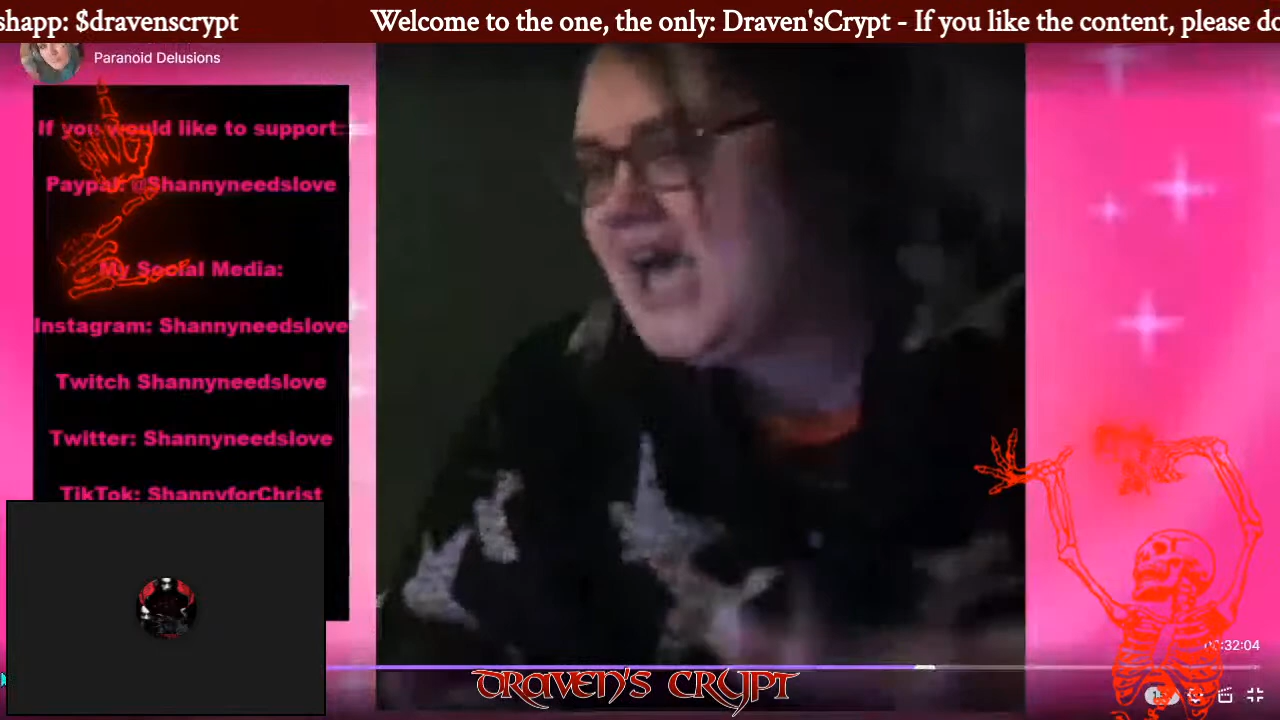 shapp: $dravenscrypt
Welcome to the one, the only: Draven'sCrypt - If you like the content, please do
Paranoid Delusions
If you would like to support:
Paypal: @Shannyneedslove
My Social Media:
Instagram: Shannyneedslove
Twitch Shannyneedslove
Twitter: Shannyneedslove
TikTok: ShannyforChrist
32:04
DRAVEN'S CRYPT